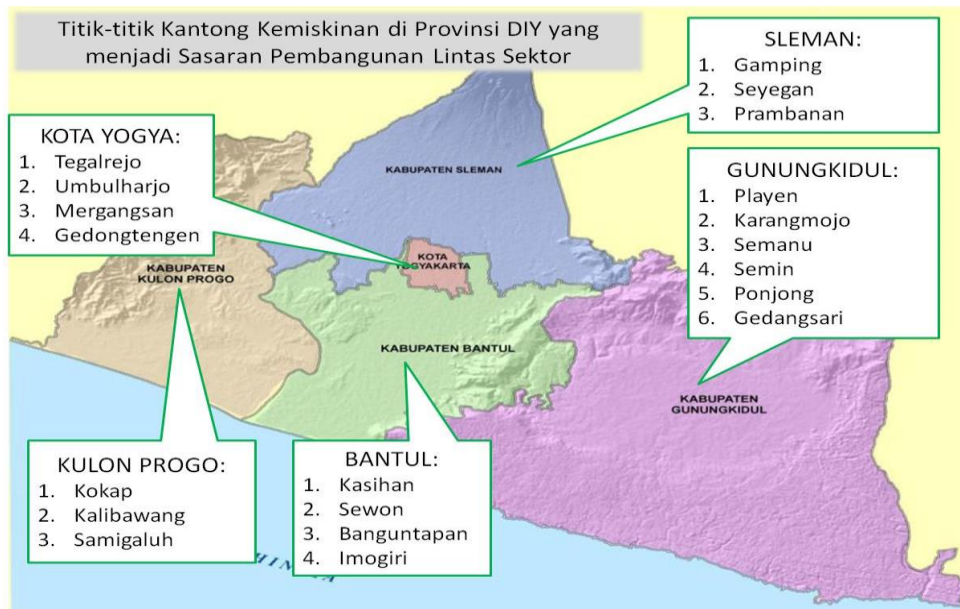 Titik-titik Kantong Kemiskinan di Provinsi DIY yang
menjadi Sasaran Pembangunan Lintas Sektor
SLEMAN:
1. Gamping
2. Seyegan
3. Prambanan
KOTA YOGYA:
1. Tegalrejo
2. Umbulharjo
3. Mergangsan
4. Gedongtengen
GUNUNGKIDUL:
1. Playen
2. Karangmojo
3. Semanu
4. Semin
5. Ponjong
6. Gedangsari
KABUPATEN SLEMAN
KOTA
YOGYAKARTA
KABUPATEN
KULON PROGO
KABUPATEN BANTUL
KABUPATEN
GUNUNGKIDUL
KULON PROGO:
1. Kokap
2. Kalibawang
3. Samigaluh
BANTUL:
1. Kasihan
2. Sewon
3. Banguntapan
4. Imogiri